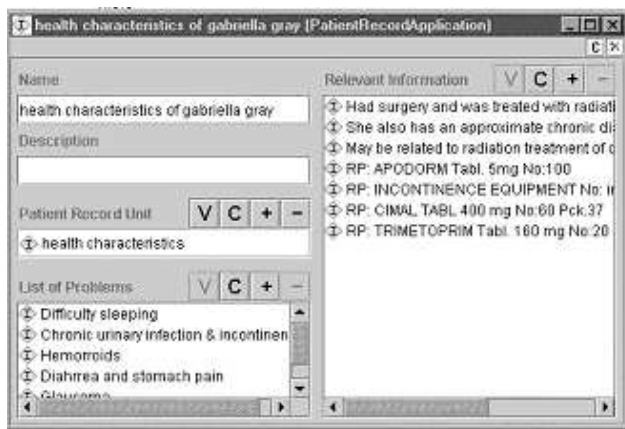 health characteristics of gabriella gray (PatientRecordApplication)
C ×
Name
health characteristics of gabriella gray
Description
Patient Record Unit V C + -
health characteristics
List of Problems V C + -
Difficulty sleeping
Chronic urinary infection & incontinen
Hemorroids
Diahrrea and stomach pain
Glaucoma
Relevant Information V C + -
Had surgery and was treated with radiati
She also has an approximate chronic di
May be related to radiation treatment of c
RP: APODORM Tabl. 5mg No:100
RP: INCONTINENCE EQUIPMENT No: in
RP: CIMAL TABL 400 mg No:60 Pck.37
RP: TRIMETOPRIM Tabl. 160 mg No:20